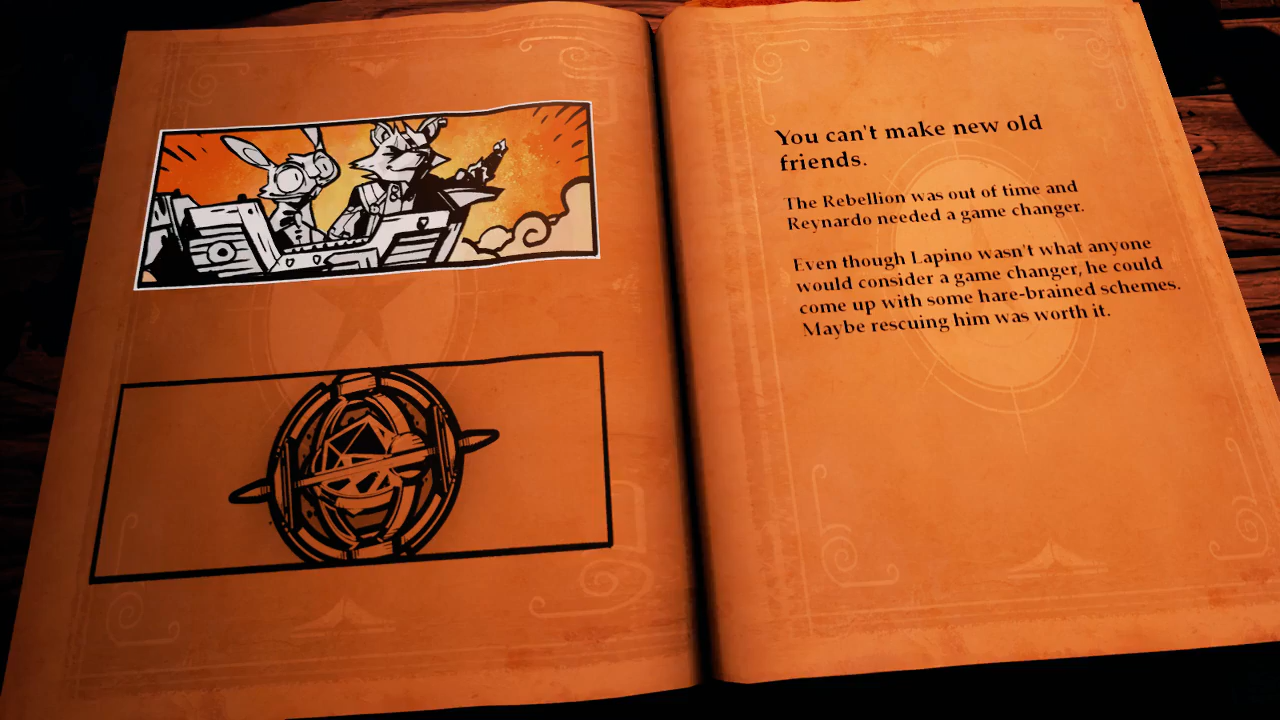 You can't make new old
friends.
The Rebellion was out of time and
Reynardo needed a game changer.
Even though Lapino wasn't what anyone
would consider a game changer, he could
come up with some hare-brained schemes.
Maybe rescuing him was worth it.